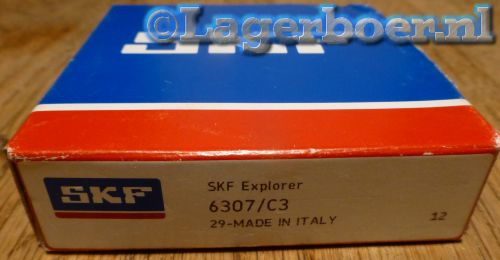 ©Lagerboer.nl
SKF
SKF
SKF Explorer
6307/C3
29-MADE IN ITALY
12